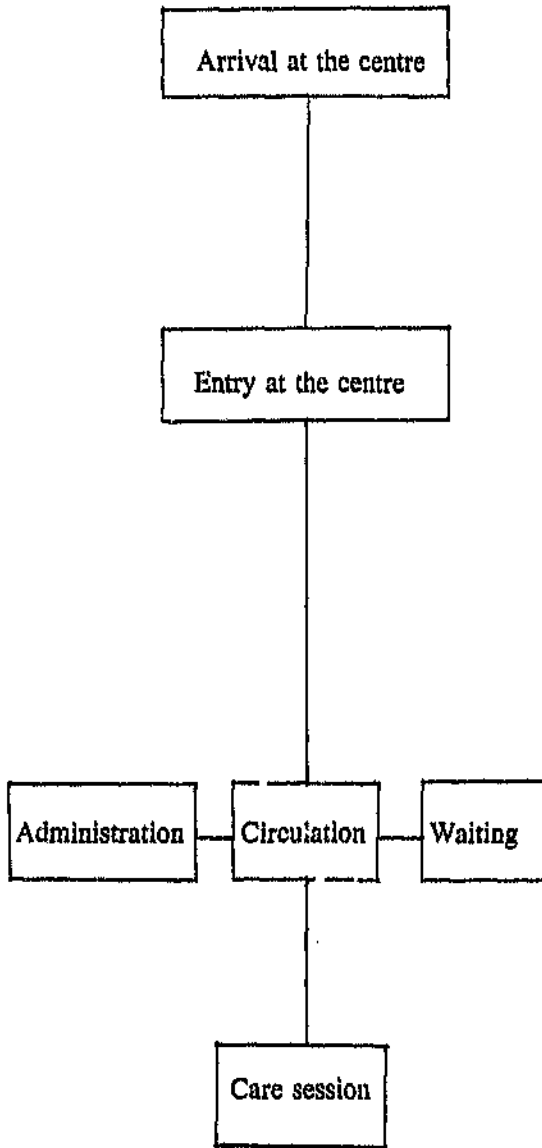 Arrival at the centre
Entry at the centre
Administration
Circulation
Waiting
Care session